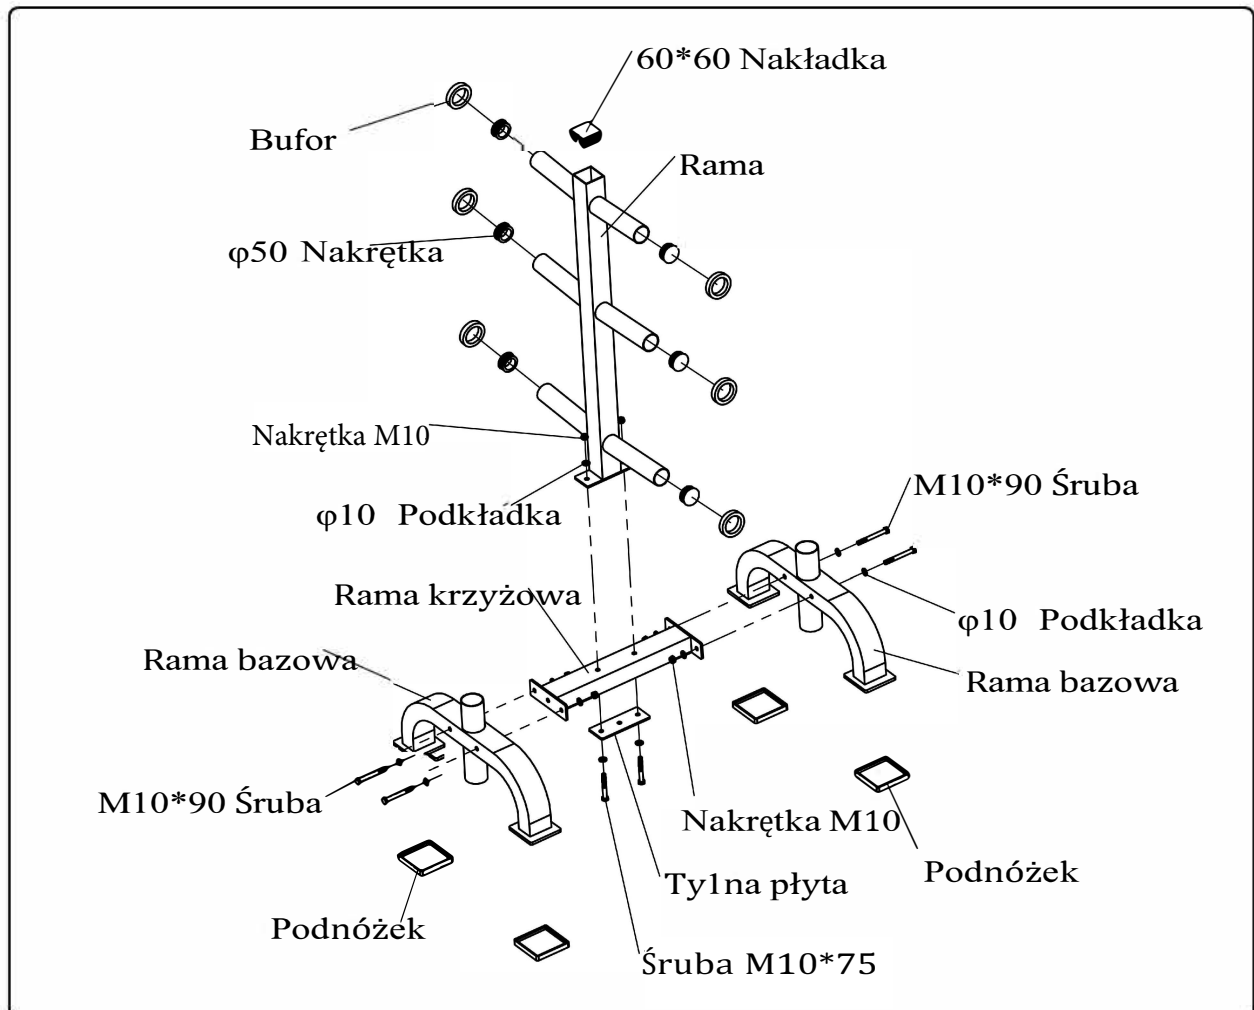 60*60 Nakładka
Bufor
Rama
φ50 Nakrętka
Nakrętka M10
M10*90 Śruba
φ10 Podkładka
Rama krzyżowa
φ10 Podkładka
Rama bazowa
Rama bazowa
M10*90 Śruba
Nakrętka M10
Podnóżek
Ty1na płyta
Podnóżek
Śruba M10*75